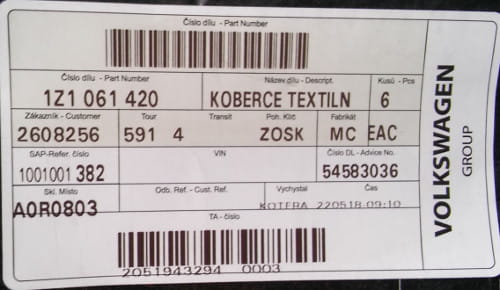 Číslo dílu - Part Number
Číslo dílu - Part Number Název dílu - Descript. Kusů - Pcs
1Z1 061 420 KOBERCE TEXTILN 6
Zákazník - Customer Tour Transit Poh. Klíč Fabrikát
2608256 591 4 ZOSK MC EAC
SAP-Refer. číslo VIN Číslo DL - Advice No.
1001001 382 54583036
Skl. Místo Odb. Ref. - Cust. Ref. Vychystal Čas
A0R0803 KOTERA 220518-09:10
TA - číslo
2051943294 0003
VOLKSWAGEN
GROUP